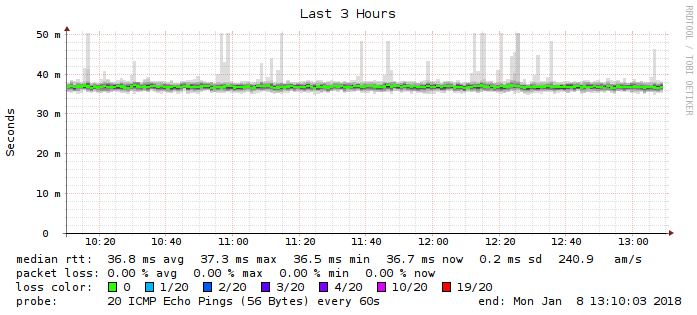 Last 3 Hours
RRDTOOL / TOBI OETIKER
50 m
40 m
30 m
20 m
10 m
0
Seconds
10:20 10:40 11:00 11:20 11:40 12:00 12:20 12:40 13:00
median rtt: 36.8 ms avg 37.3 ms max 36.5 ms min 36.7 ms now 0.2 ms sd 240.9 am/s
packet loss: 0.00 % avg 0.00 % max 0.00 % min 0.00 % now
loss color: 0 1/20 2/20 3/20 4/20 10/20 19/20
probe: 20 ICMP Echo Pings (56 Bytes) every 60s end: Mon Jan 8 13:10:03 2018